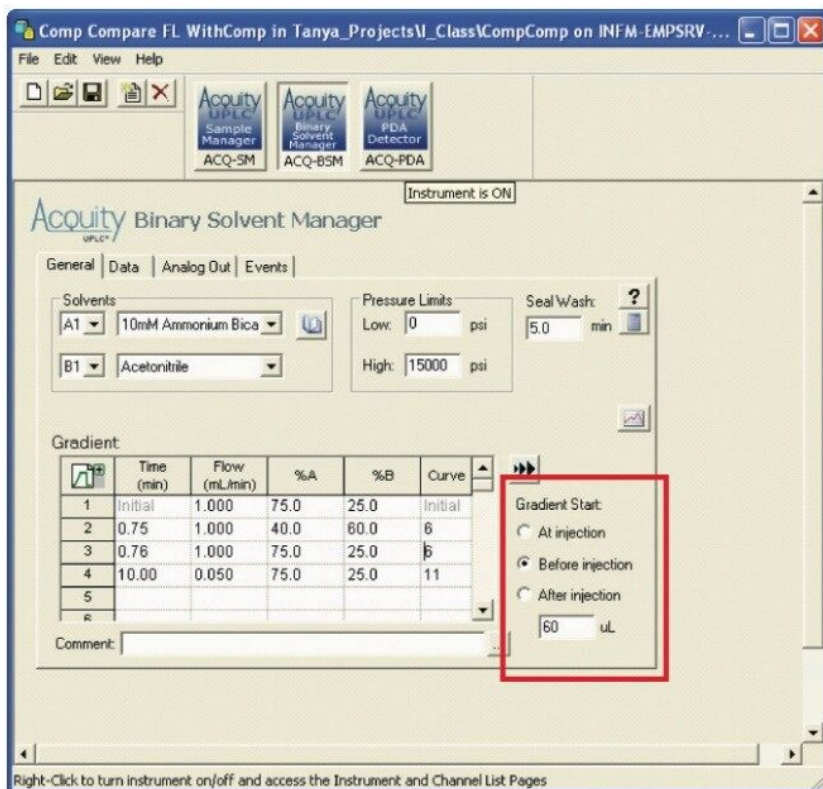 Comp Compare FL WithComp in Tanya_Projects\I_Class\CompComp on INFM-EMPSRV-...
File Edit View Help
Acquity UPLC Sample Manager
ACQ-SM
Acquity UPLC Binary Solvent Manager
ACQ-BSM
Acquity UPLC PDA Detector
ACQ-PDA
Instrument is ON
Acquity UPLC Binary Solvent Manager
General Data Analog Out Events
Solvents
A1 10mM Ammonium Bica
B1 Acetonitrile
Pressure Limits
Low: 0 psi
High: 15000 psi
Seal Wash: ?
5.0 min
Gradient:
Time (min) Flow (mL/min) %A %B Curve
1 Initial 1.000 75.0 25.0 Initial
2 0.75 1.000 40.0 60.0 6
3 0.76 1.000 75.0 25.0 6
4 10.00 0.050 75.0 25.0 11
5
6
Gradient Start:
At injection
Before injection
After injection
60 uL
Comment: ...
Right-Click to turn instrument on/off and access the Instrument and Channel List Pages